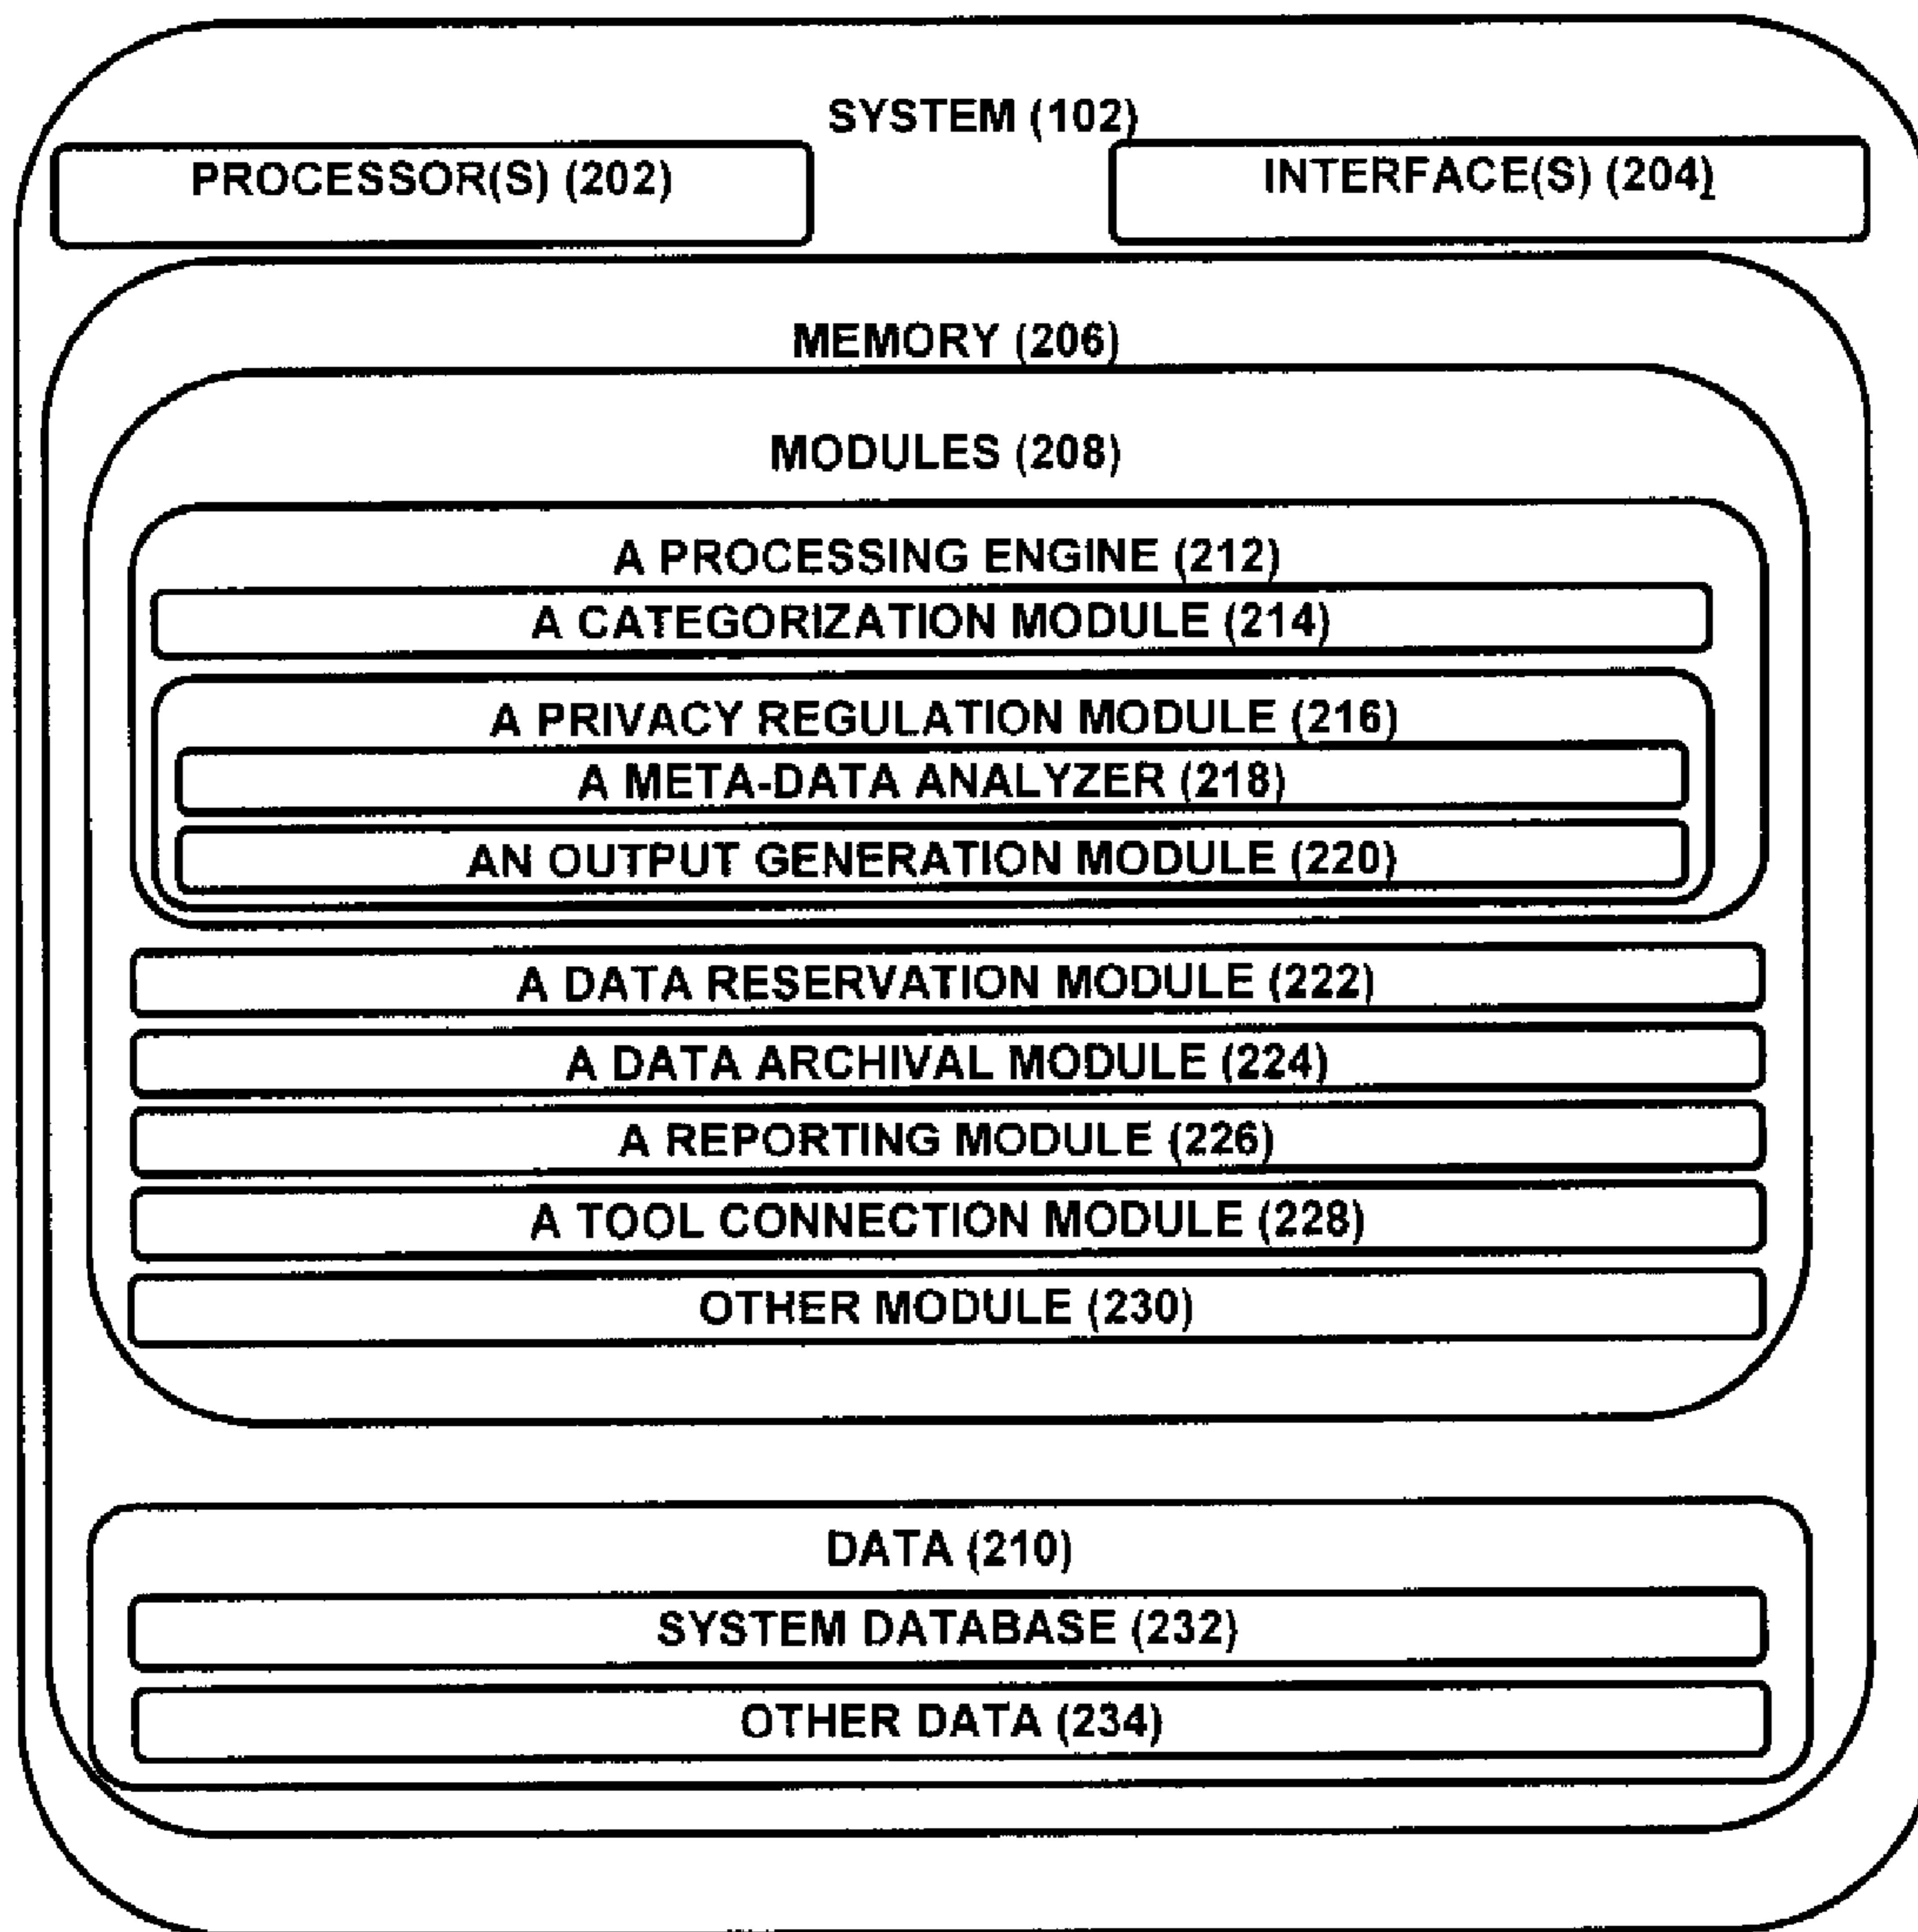 SYSTEM (102)
PROCESSOR(S) (202)
INTERFACE(S) (204)
MEMORY (206)
MODULES (208)
A PROCESSING ENGINE (212)
A CATEGORIZATION MODULE (214)
A PRIVACY REGULATION MODULE (216)
A META-DATA ANALYZER (218)
AN OUTPUT GENERATION MODULE (220)
A DATA RESERVATION MODULE (222)
A DATA ARCHIVAL MODULE (224)
A REPORTING MODULE (226)
A TOOL CONNECTION MODULE (228)
OTHER MODULE (230)
DATA (210)
SYSTEM DATABASE (232)
OTHER DATA (234)